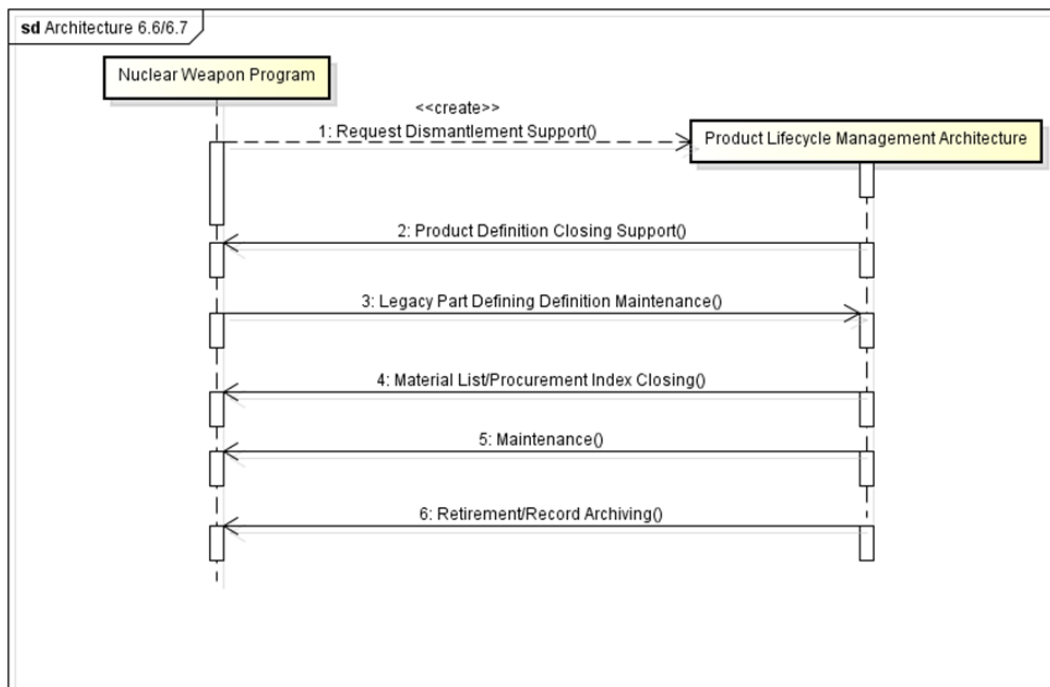 sd Architecture 6.6/6.7
Nuclear Weapon Program
<<create>>
1: Request Dismantlement Support()
Product Lifecycle Management Architecture
2: Product Definition Closing Support()
3: Legacy Part Defining Definition Maintenance()
4: Material List/Procurement Index Closing()
5: Maintenance()
6: Retirement/Record Archiving()